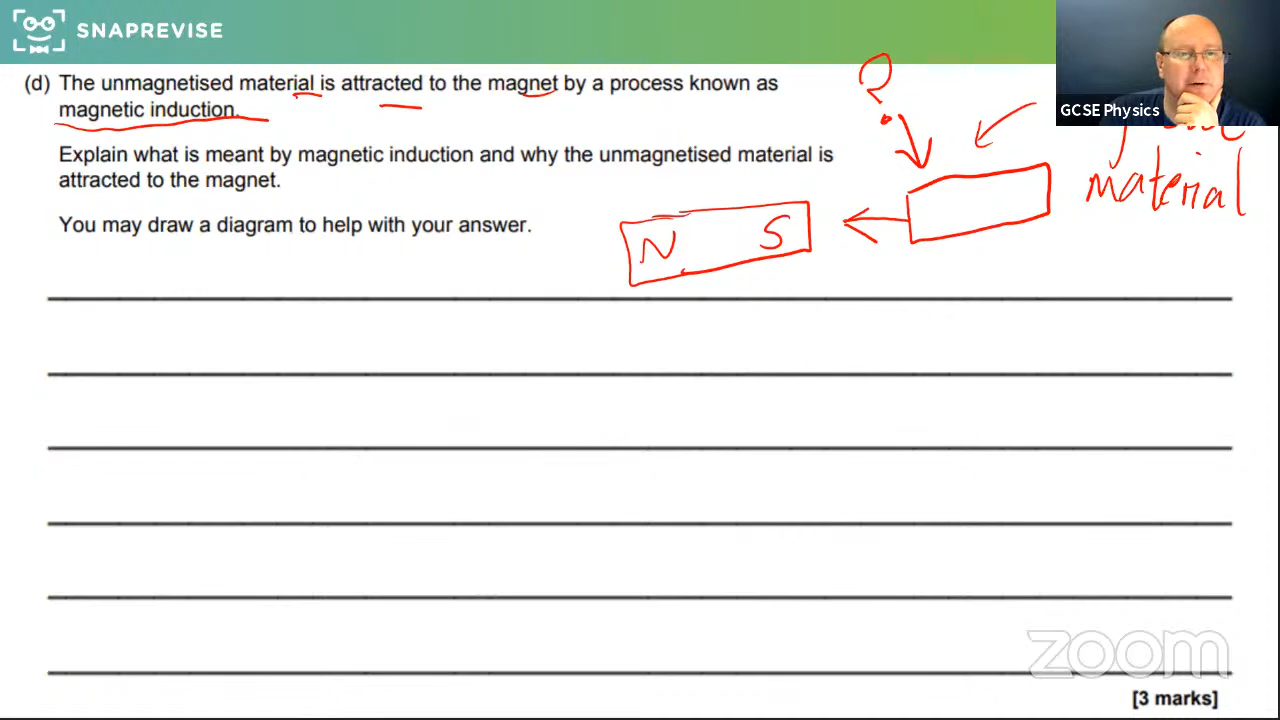 SNAPREVISE
(d) The unmagnetised material is attracted to the magnet by a process known as
magnetic induction.
GCSE Physics
?
Explain what is meant by magnetic induction and why the unmagnetised material is
attracted to the magnet.
material
You may draw a diagram to help with your answer.
N S
zoom
[3 marks]